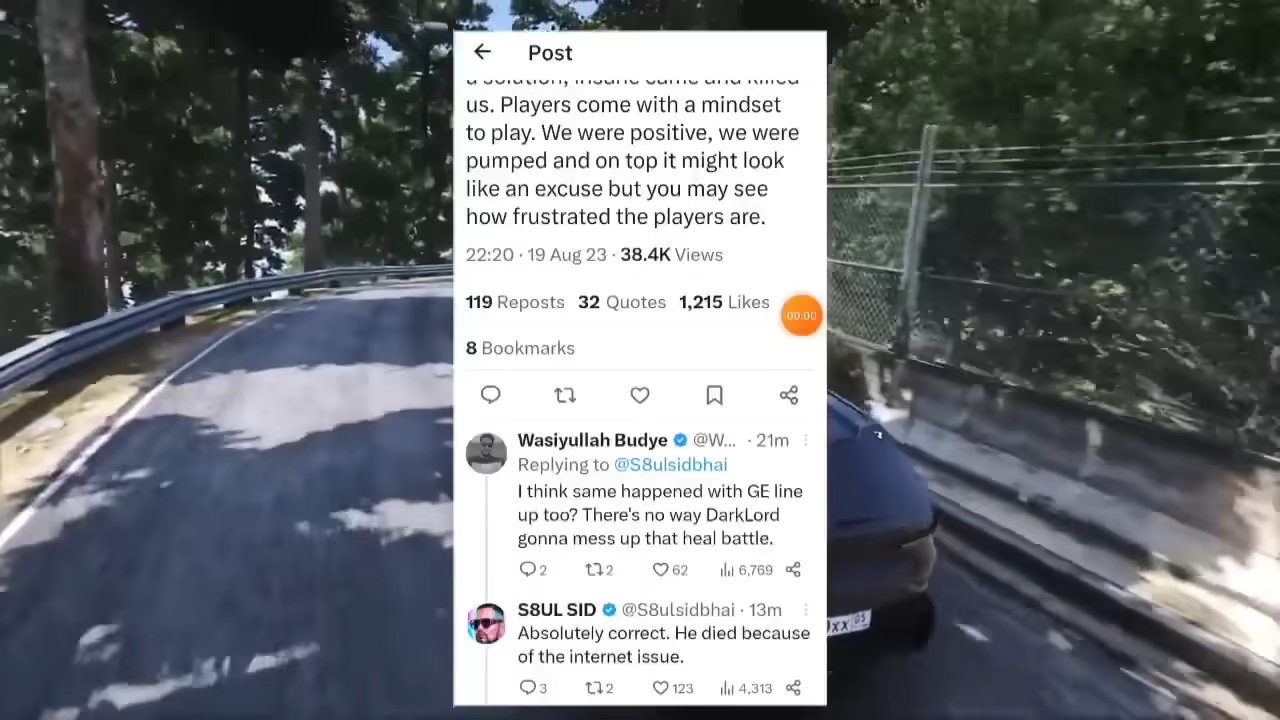 Post
us. Players come with a mindset
to play. We were positive, we were
pumped and on top it might look
like an excuse but you may see
how frustrated the players are.
22:20 · 19 Aug 23 · 38.4K Views
119 Reposts 32 Quotes 1,215 Likes
00:00
8 Bookmarks
Wasiyullah Budye @W... · 21m
Replying to @S8ulsidbhai
I think same happened with GE line
up too? There's no way DarkLord
gonna mess up that heal battle.
2 2 62 6,769
S8UL SID @S8ulsidbhai · 13m
Absolutely correct. He died because
of the internet issue.
3 2 123 4,313